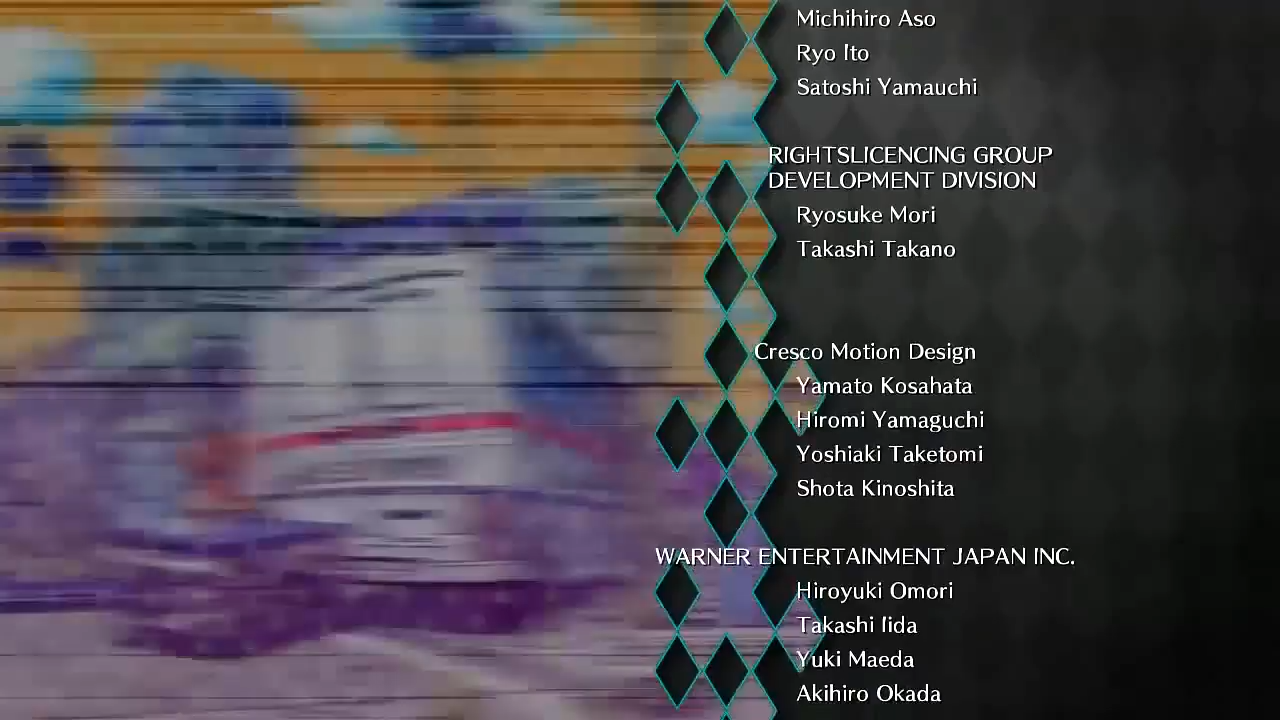 Michihiro Aso
Ryo Ito
Satoshi Yamauchi
RIGHTSLICENCING GROUP
DEVELOPMENT DIVISION
Ryosuke Mori
Takashi Takano
Cresco Motion Design
Yamato Kosahata
Hiromi Yamaguchi
Yoshiaki Taketomi
Shota Kinoshita
WARNER ENTERTAINMENT JAPAN INC.
Hiroyuki Omori
Takashi Iida
Yuki Maeda
Akihiro Okada